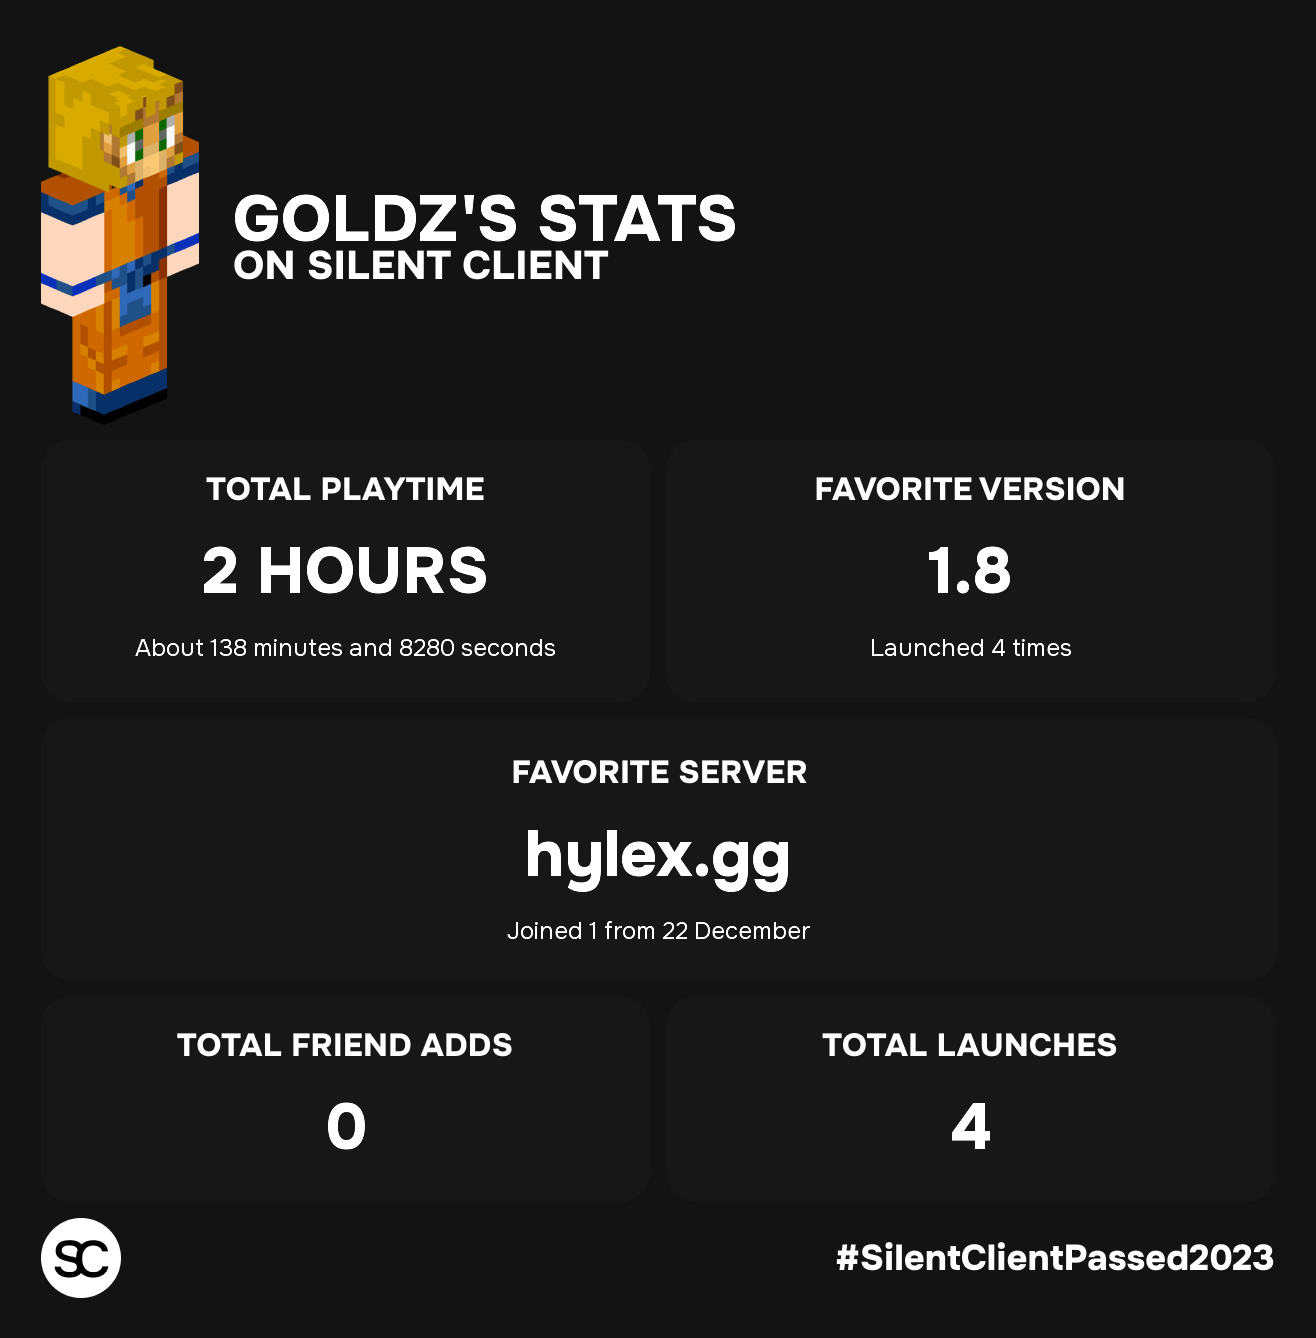 GOLDZ'S STATS
ON SILENT CLIENT
TOTAL PLAYTIME
2 HOURS
About 138 minutes and 8280 seconds
FAVORITE VERSION
1.8
Launched 4 times
FAVORITE SERVER
hylex.gg
Joined 1 from 22 December
TOTAL FRIEND ADDS
0
TOTAL LAUNCHES
4
SC
#SilentClientPassed2023